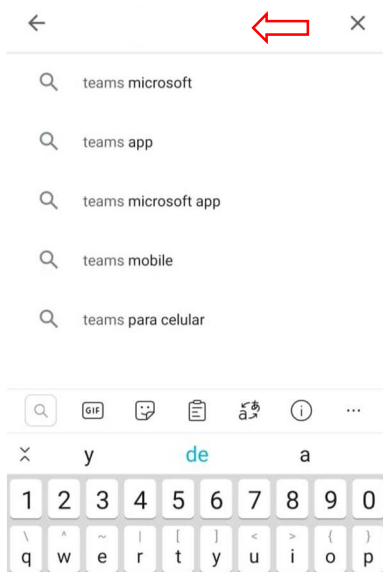 teams microsoft
teams app
teams microsoft app
teams mobile
teams para celular
GIF
y de a
1 2 3 4 5 6 7 8 9 0
\ ^ ~ | [ ] < > { }
q w e r t y u i o p